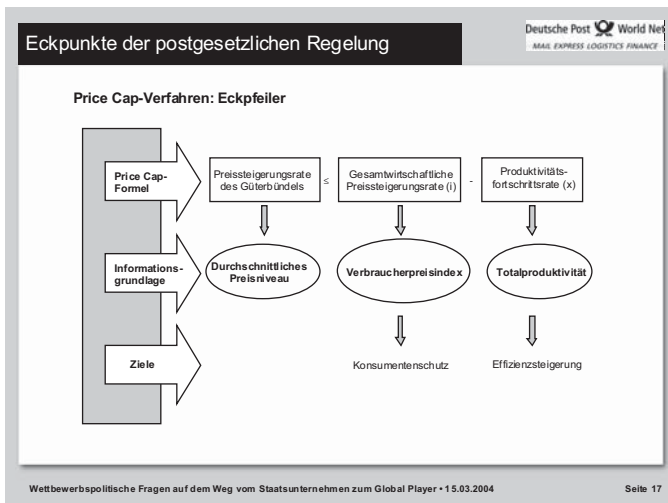 Eckpunkte der postgesetzlichen Regelung
Deutsche Post World Net
MAIL EXPRESS LOGISTICS FINANCE
Price Cap-Verfahren: Eckpfeiler
Price Cap-
Formel
Preissteigerungsrate
des Güterbündels
≤
Gesamtwirtschaftliche
Preissteigerungsrate (i)
-
Produktivitäts-
fortschrittsrate (x)
Informations-
grundlage
Durchschnittliches
Preisniveau
Verbraucherpreisindex
Totalproduktivität
Ziele
Konsumentenschutz
Effizienzsteigerung
Wettbewerbspolitische Fragen auf dem Weg vom Staatsunternehmen zum Global Player • 15.03.2004
Seite 17